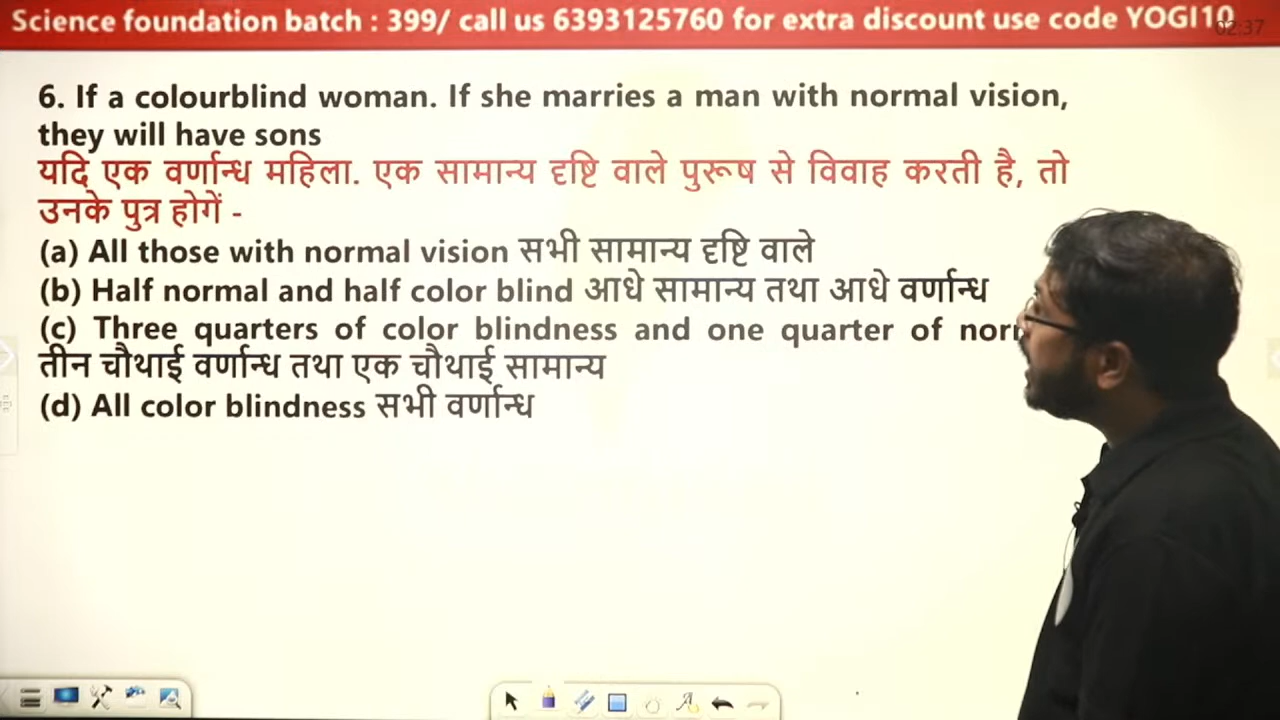 Science foundation batch : 399/ call us 6393125760 for extra discount use code YOGI10
02:37
6. If a colourblind woman. If she marries a man with normal vision,
they will have sons
यदि एक वर्णान्ध महिला. एक सामान्य दृष्टि वाले पुरूष से विवाह करती है, तो
उनके पुत्र होगें -
(a) All those with normal vision सभी सामान्य दृष्टि वाले
(b) Half normal and half color blind आधे सामान्य तथा आधे वर्णान्ध
(c) Three quarters of color blindness and one quarter of
तीन चौथाई वर्णान्ध तथा एक चौथाई सामान्य
(d) All color blindness सभी वर्णान्ध